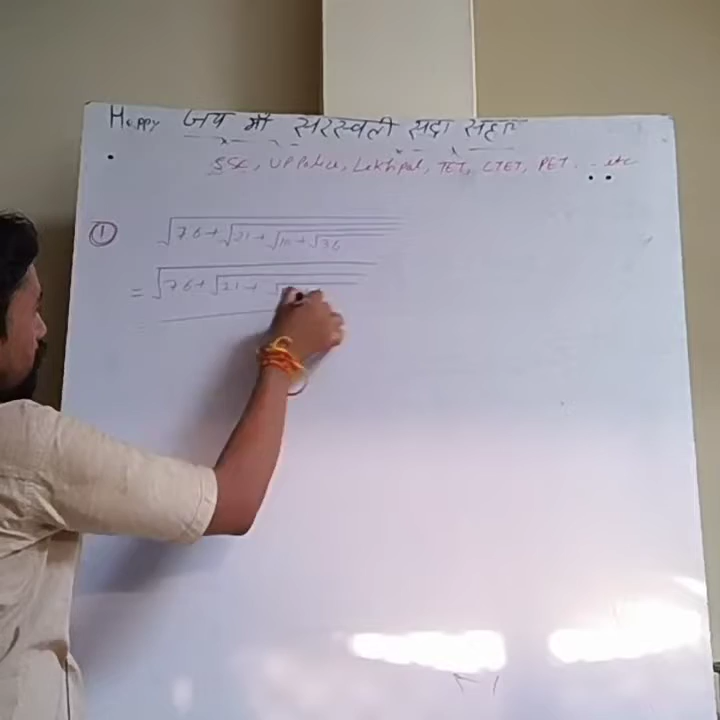 Happy जय माँ सरस्वती सदा सहाय
SSC, UP Police, Lekhpal, TET, CTET, PET... etc
① √76+√21+√10+√36
= √76+√21+√